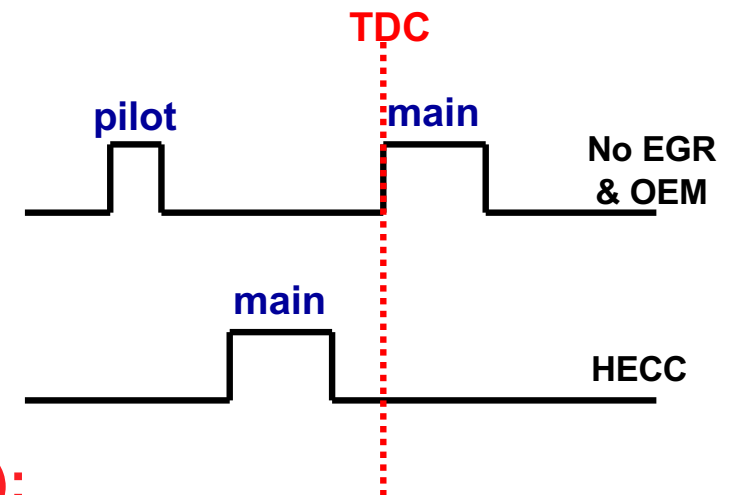 TDC
pilot
main
No EGR
& OEM
main
HECC
):